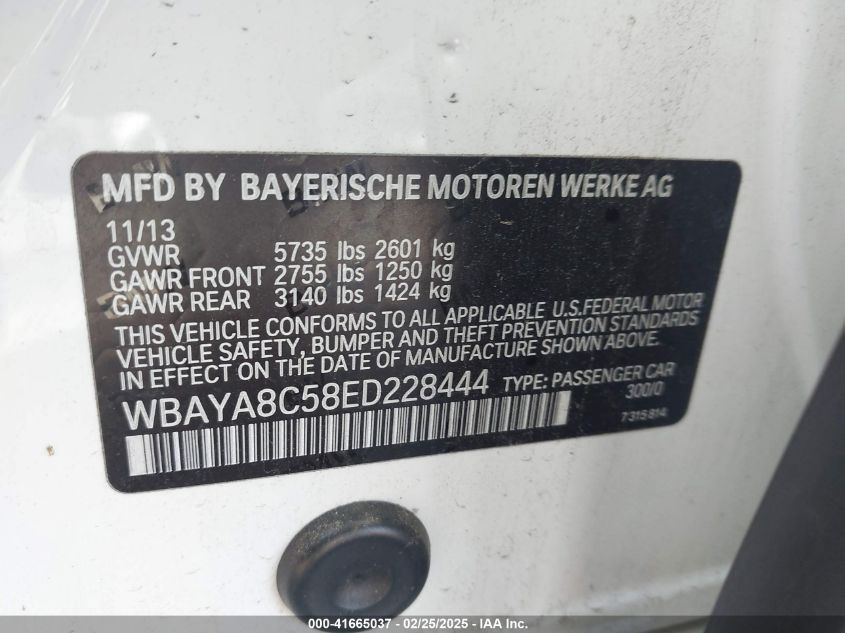 MFD BY BAYERISCHE MOTOREN WERKE AG
11/13
GVWR 5735 lbs 2601 kg
GAWR FRONT 2755 lbs 1250 kg
GAWR REAR 3140 lbs 1424 kg
THIS VEHICLE CONFORMS TO ALL APPLICABLE U.S.FEDERAL MOTOR
VEHICLE SAFETY, BUMPER AND THEFT PREVENTION STANDARDS
IN EFFECT ON THE DATE OF MANUFACTURE SHOWN ABOVE.
WBAYA8C58ED228444 TYPE: PASSENGER CAR
300/0
7 315 814
000-41665037 - 02/25/2025 - IAA Inc.